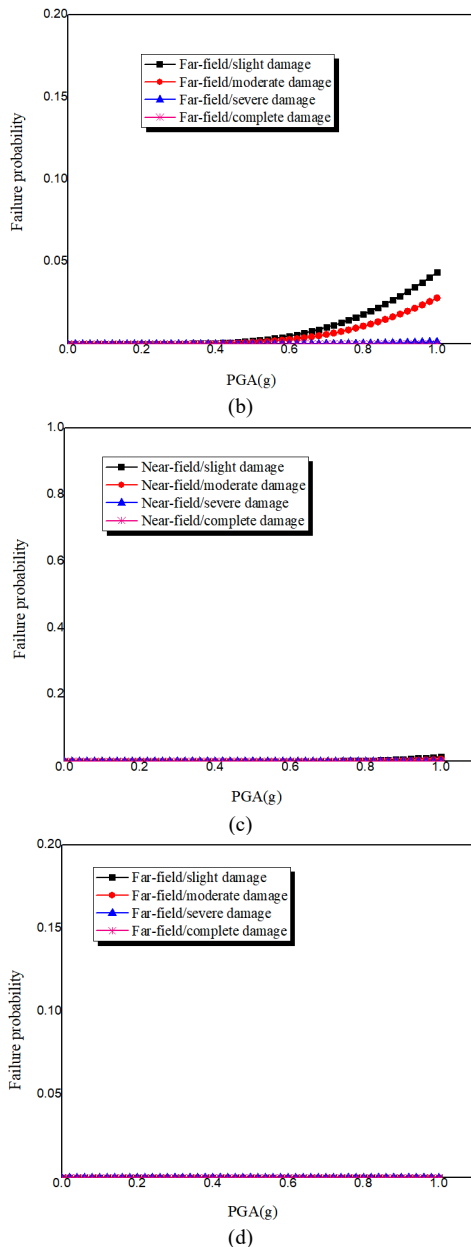 0.20
0.15
0.10
0.05
Failure probability
Far-field/slight damage
Far-field/moderate damage
Far-field/severe damage
Far-field/complete damage
0.0 0.2 0.4 0.6 0.8 1.0
PGA(g)
(b)
1.0
0.8
0.6
0.4
0.2
Failure probability
Near-field/slight damage
Near-field/moderate damage
Near-field/severe damage
Near-field/complete damage
0.0 0.2 0.4 0.6 0.8 1.0
PGA(g)
(c)
0.20
0.15
0.10
0.05
Failure probability
Far-field/slight damage
Far-field/moderate damage
Far-field/severe damage
Far-field/complete damage
0.0 0.2 0.4 0.6 0.8 1.0
PGA(g)
(d)